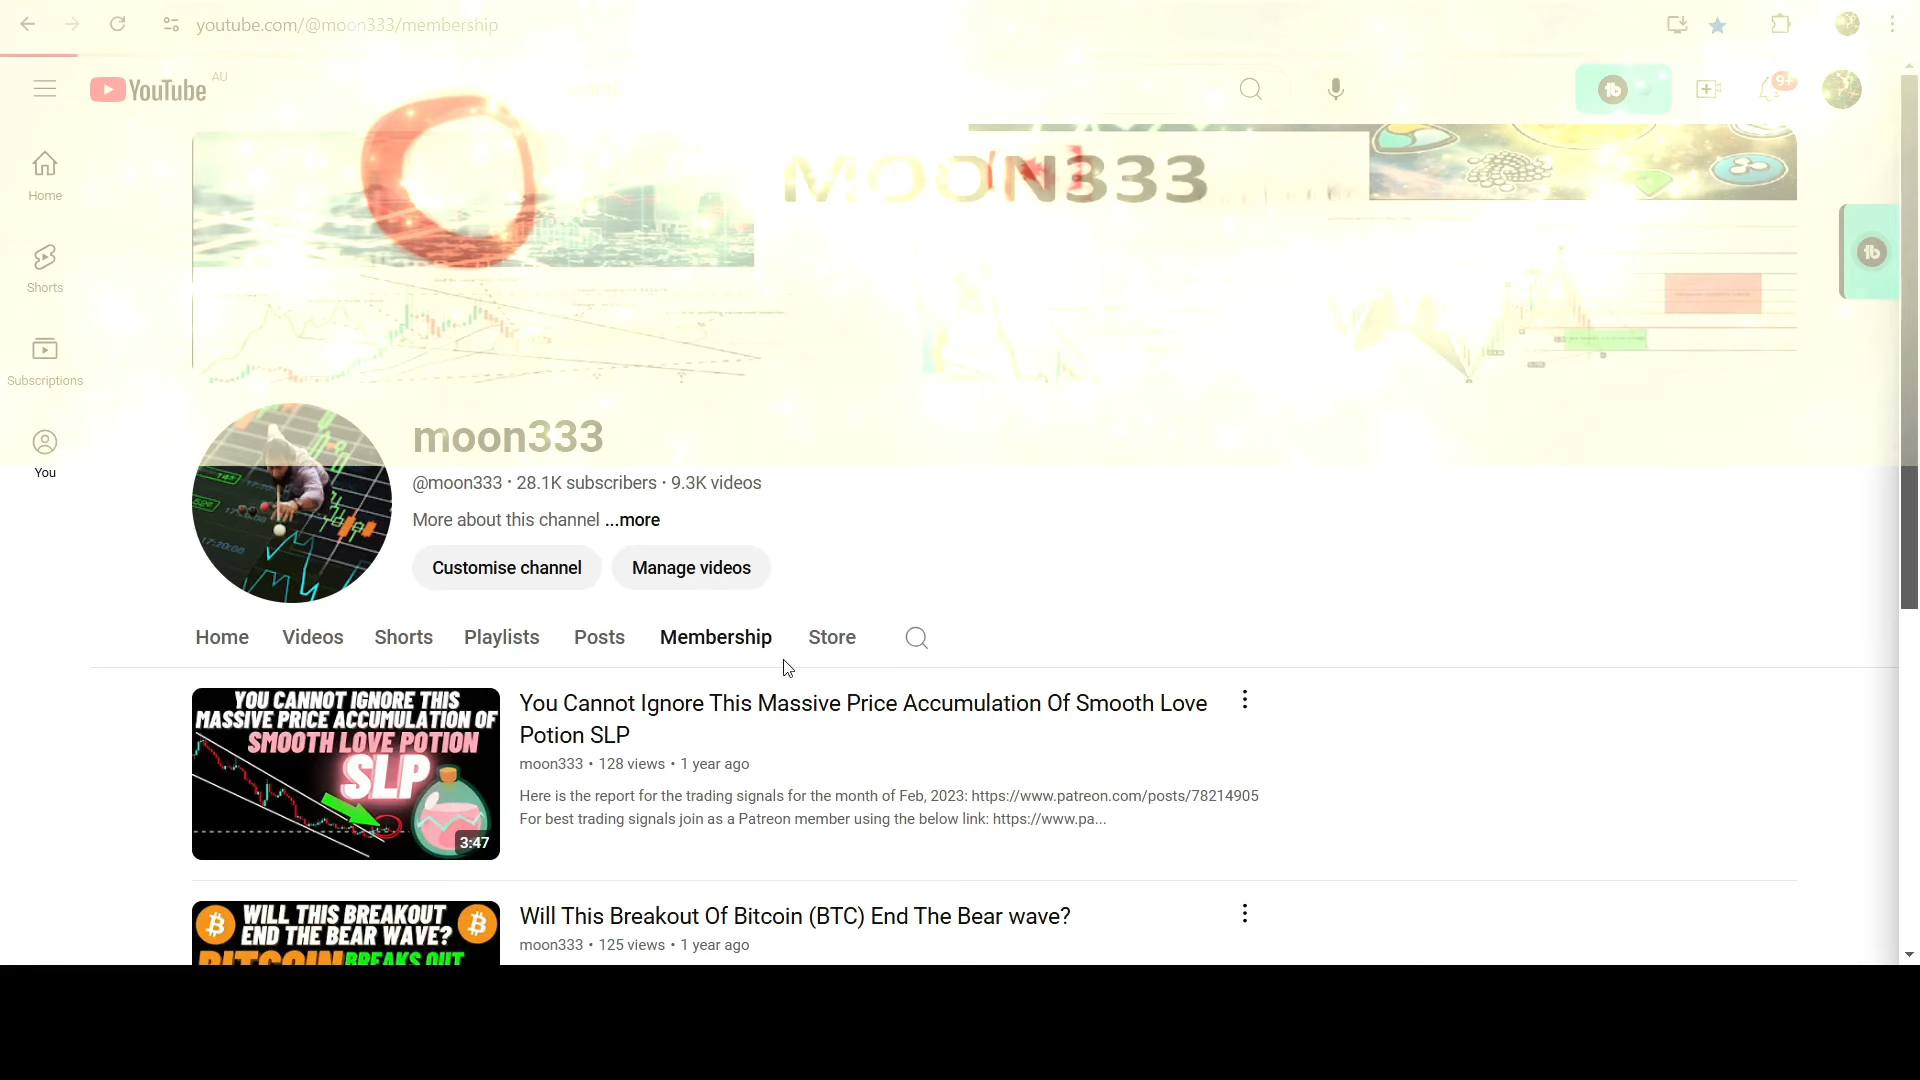 youtube.com/@moon333/membership
YouTube AU
9+
Home
Shorts
Subscriptions
You
MOON333
moon333
@moon333 • 28.1K subscribers • 9.3K videos
More about this channel ...more
Customise channel
Manage videos
Home Videos Shorts Playlists Posts Membership Store
YOU CANNOT IGNORE THIS
MASSIVE PRICE ACCUMULATION OF
SMOOTH LOVE POTION
SLP
3:47
You Cannot Ignore This Massive Price Accumulation Of Smooth Love
Potion SLP
moon333 • 128 views • 1 year ago
Here is the report for the trading signals for the month of Feb, 2023: https://www.patreon.com/posts/78214905
For best trading signals join as a Patreon member using the below link: https://www.pa...
WILL THIS BREAKOUT
END THE BEAR WAVE?
BITCOIN BREAKS OUT
Will This Breakout Of Bitcoin (BTC) End The Bear wave?
moon333 • 125 views • 1 year ago